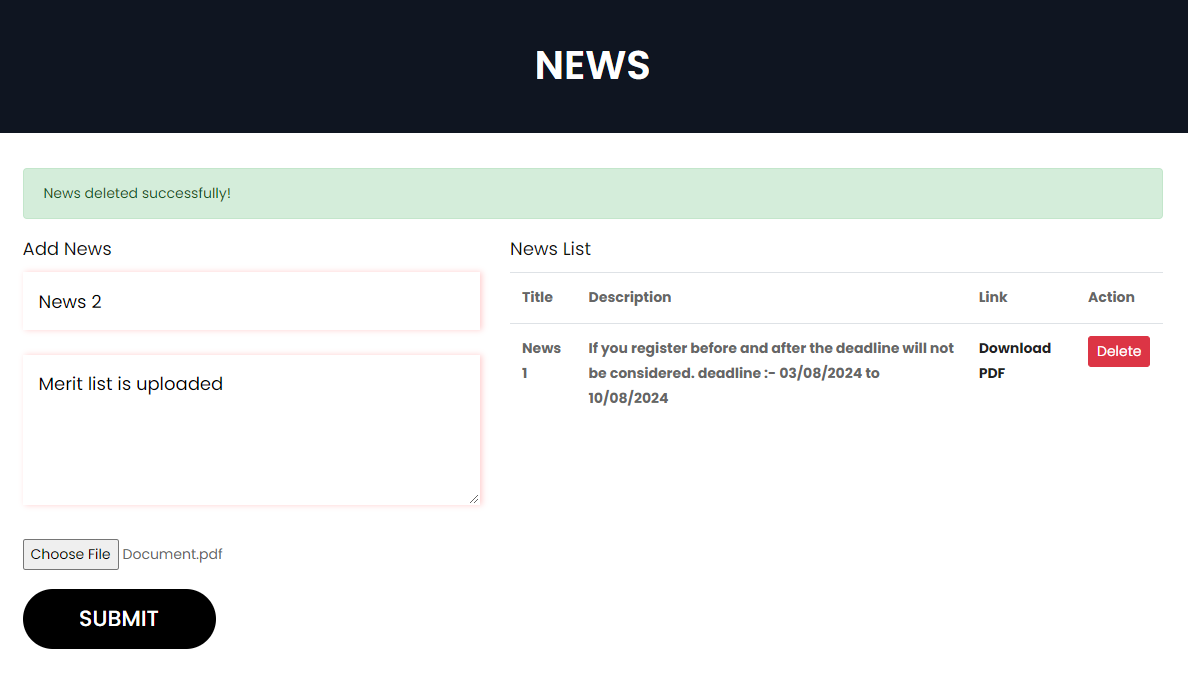 NEWS
News deleted successfully!
Add News
News 2
Merit list is uploaded
Choose File Document.pdf
SUBMIT
News List
Title Description Link Action
News 1 If you register before and after the deadline will not Download PDF Delete
be considered. deadline :- 03/08/2024 to
10/08/2024